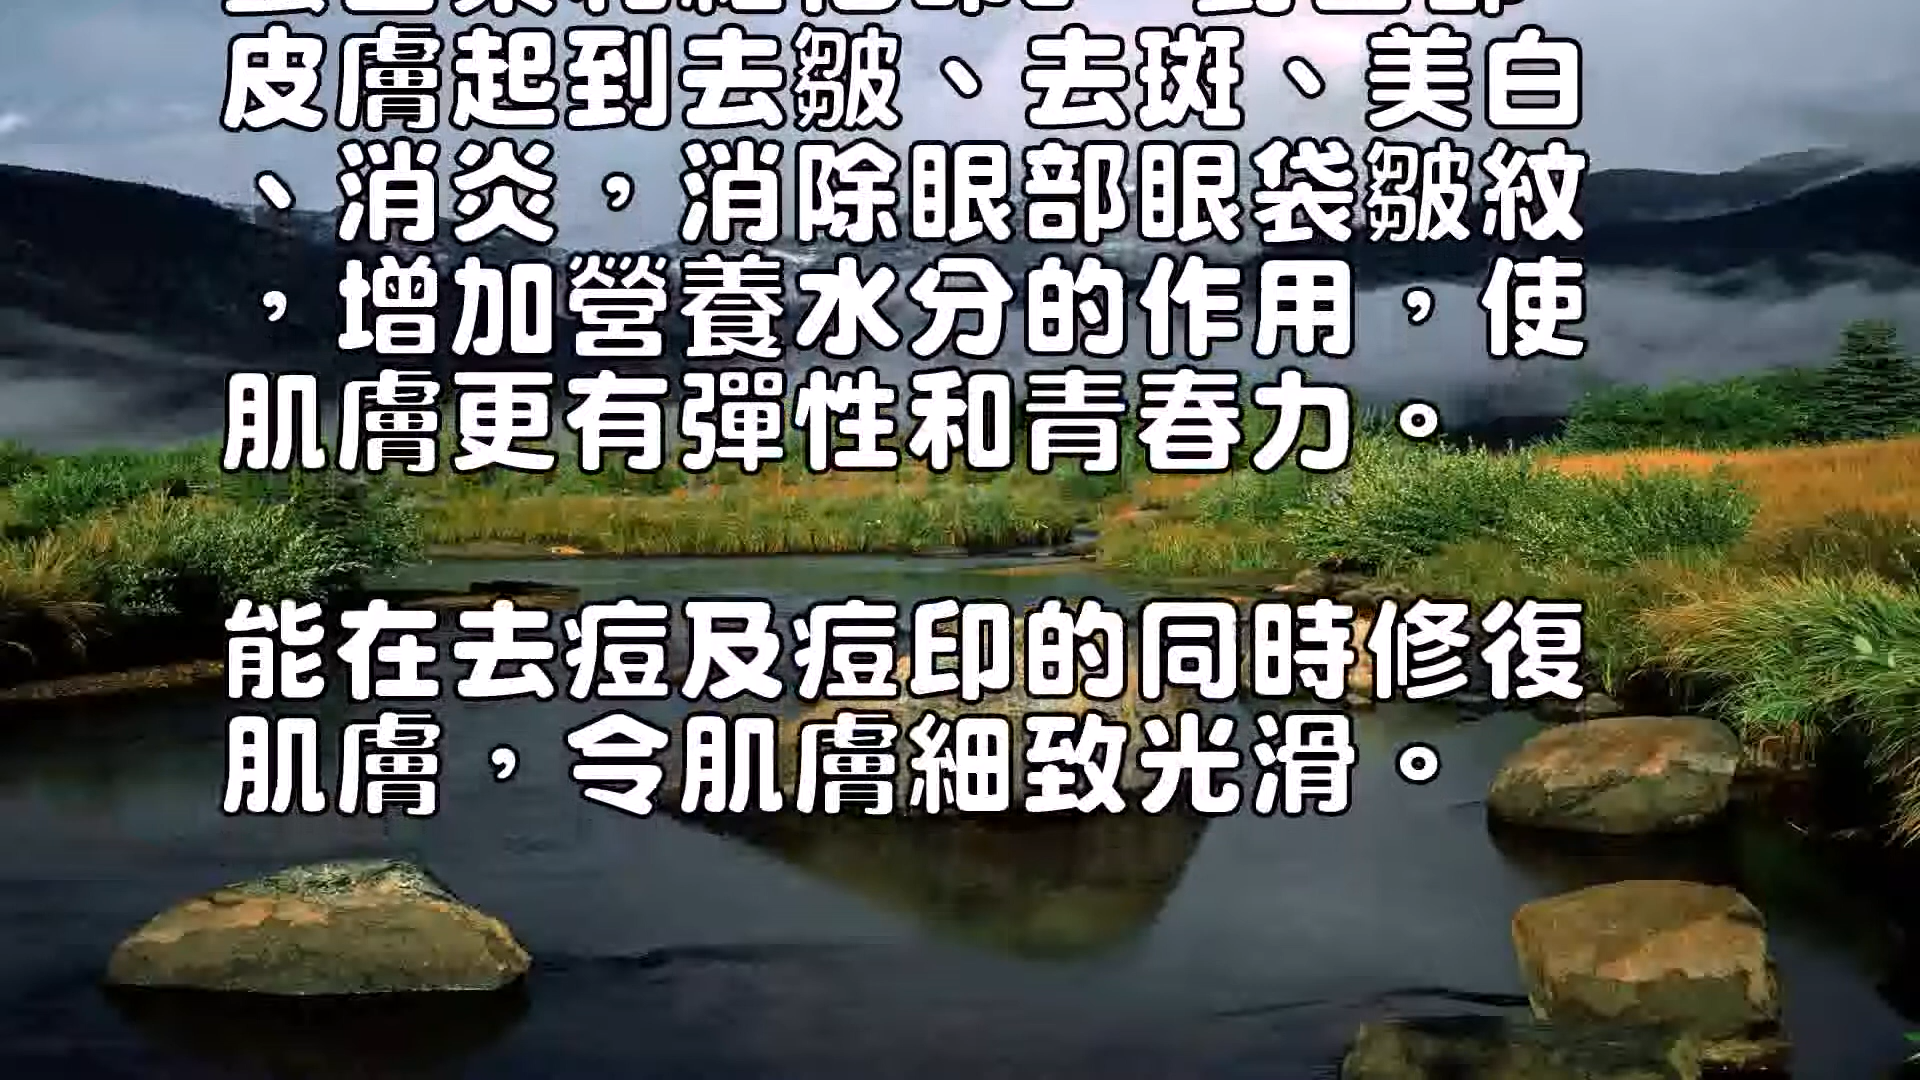 皮膚起到去皺、去斑、美白
、消炎，消除眼部眼袋皺紋
，增加營養水分的作用，使
肌膚更有彈性和青春力。
能在去痘及痘印的同時修復
肌膚，令肌膚細致光滑。